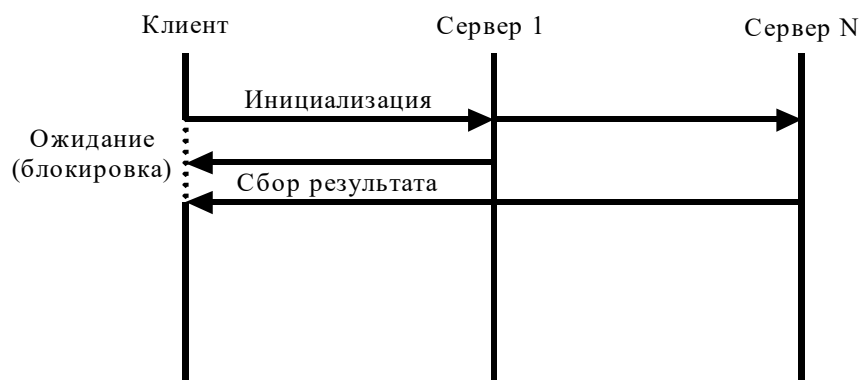 Клиент
Сервер 1
Сервер N
Инициализация
Ожидание
(блокировка)
Сбор результата